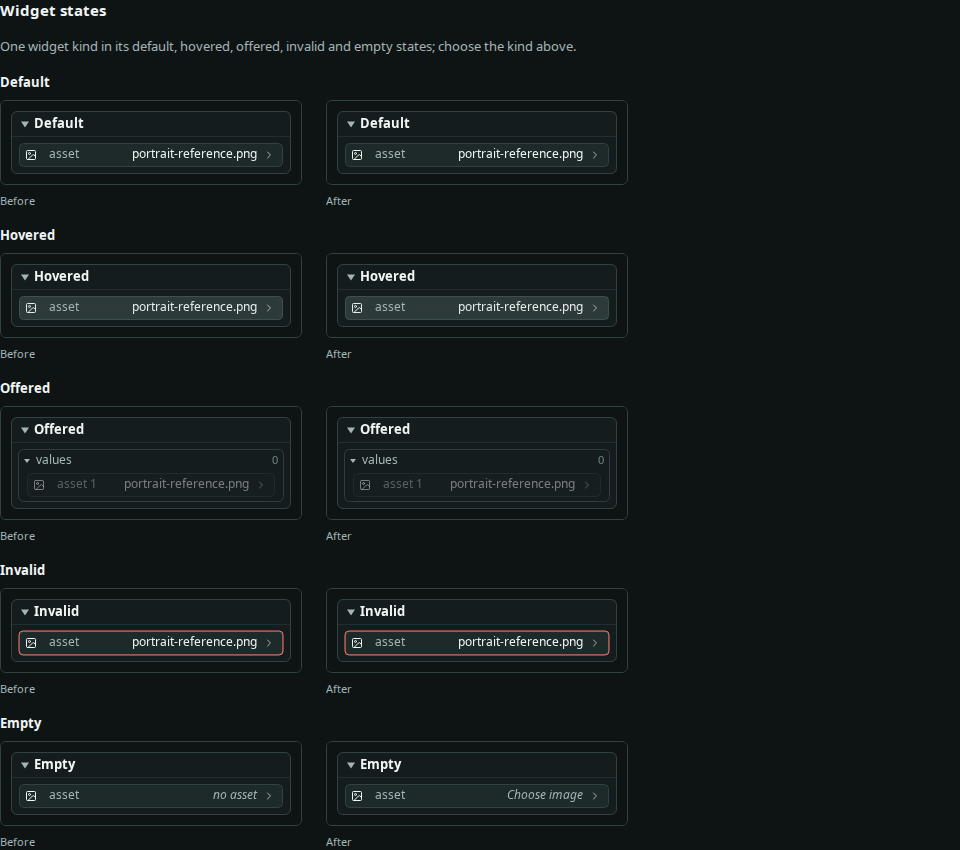 Widget states
One widget kind in its default, hovered, offered, invalid and empty states; choose the kind above.
Default
Default
asset portrait-reference.png
Before
Default
asset portrait-reference.png
After
Hovered
Hovered
asset portrait-reference.png
Before
Hovered
asset portrait-reference.png
After
Offered
Offered
values 0
asset 1 portrait-reference.png
Before
Offered
values 0
asset 1 portrait-reference.png
After
Invalid
Invalid
asset portrait-reference.png
Before
Invalid
asset portrait-reference.png
After
Empty
Empty
asset no asset
Before
Empty
asset Choose image
After